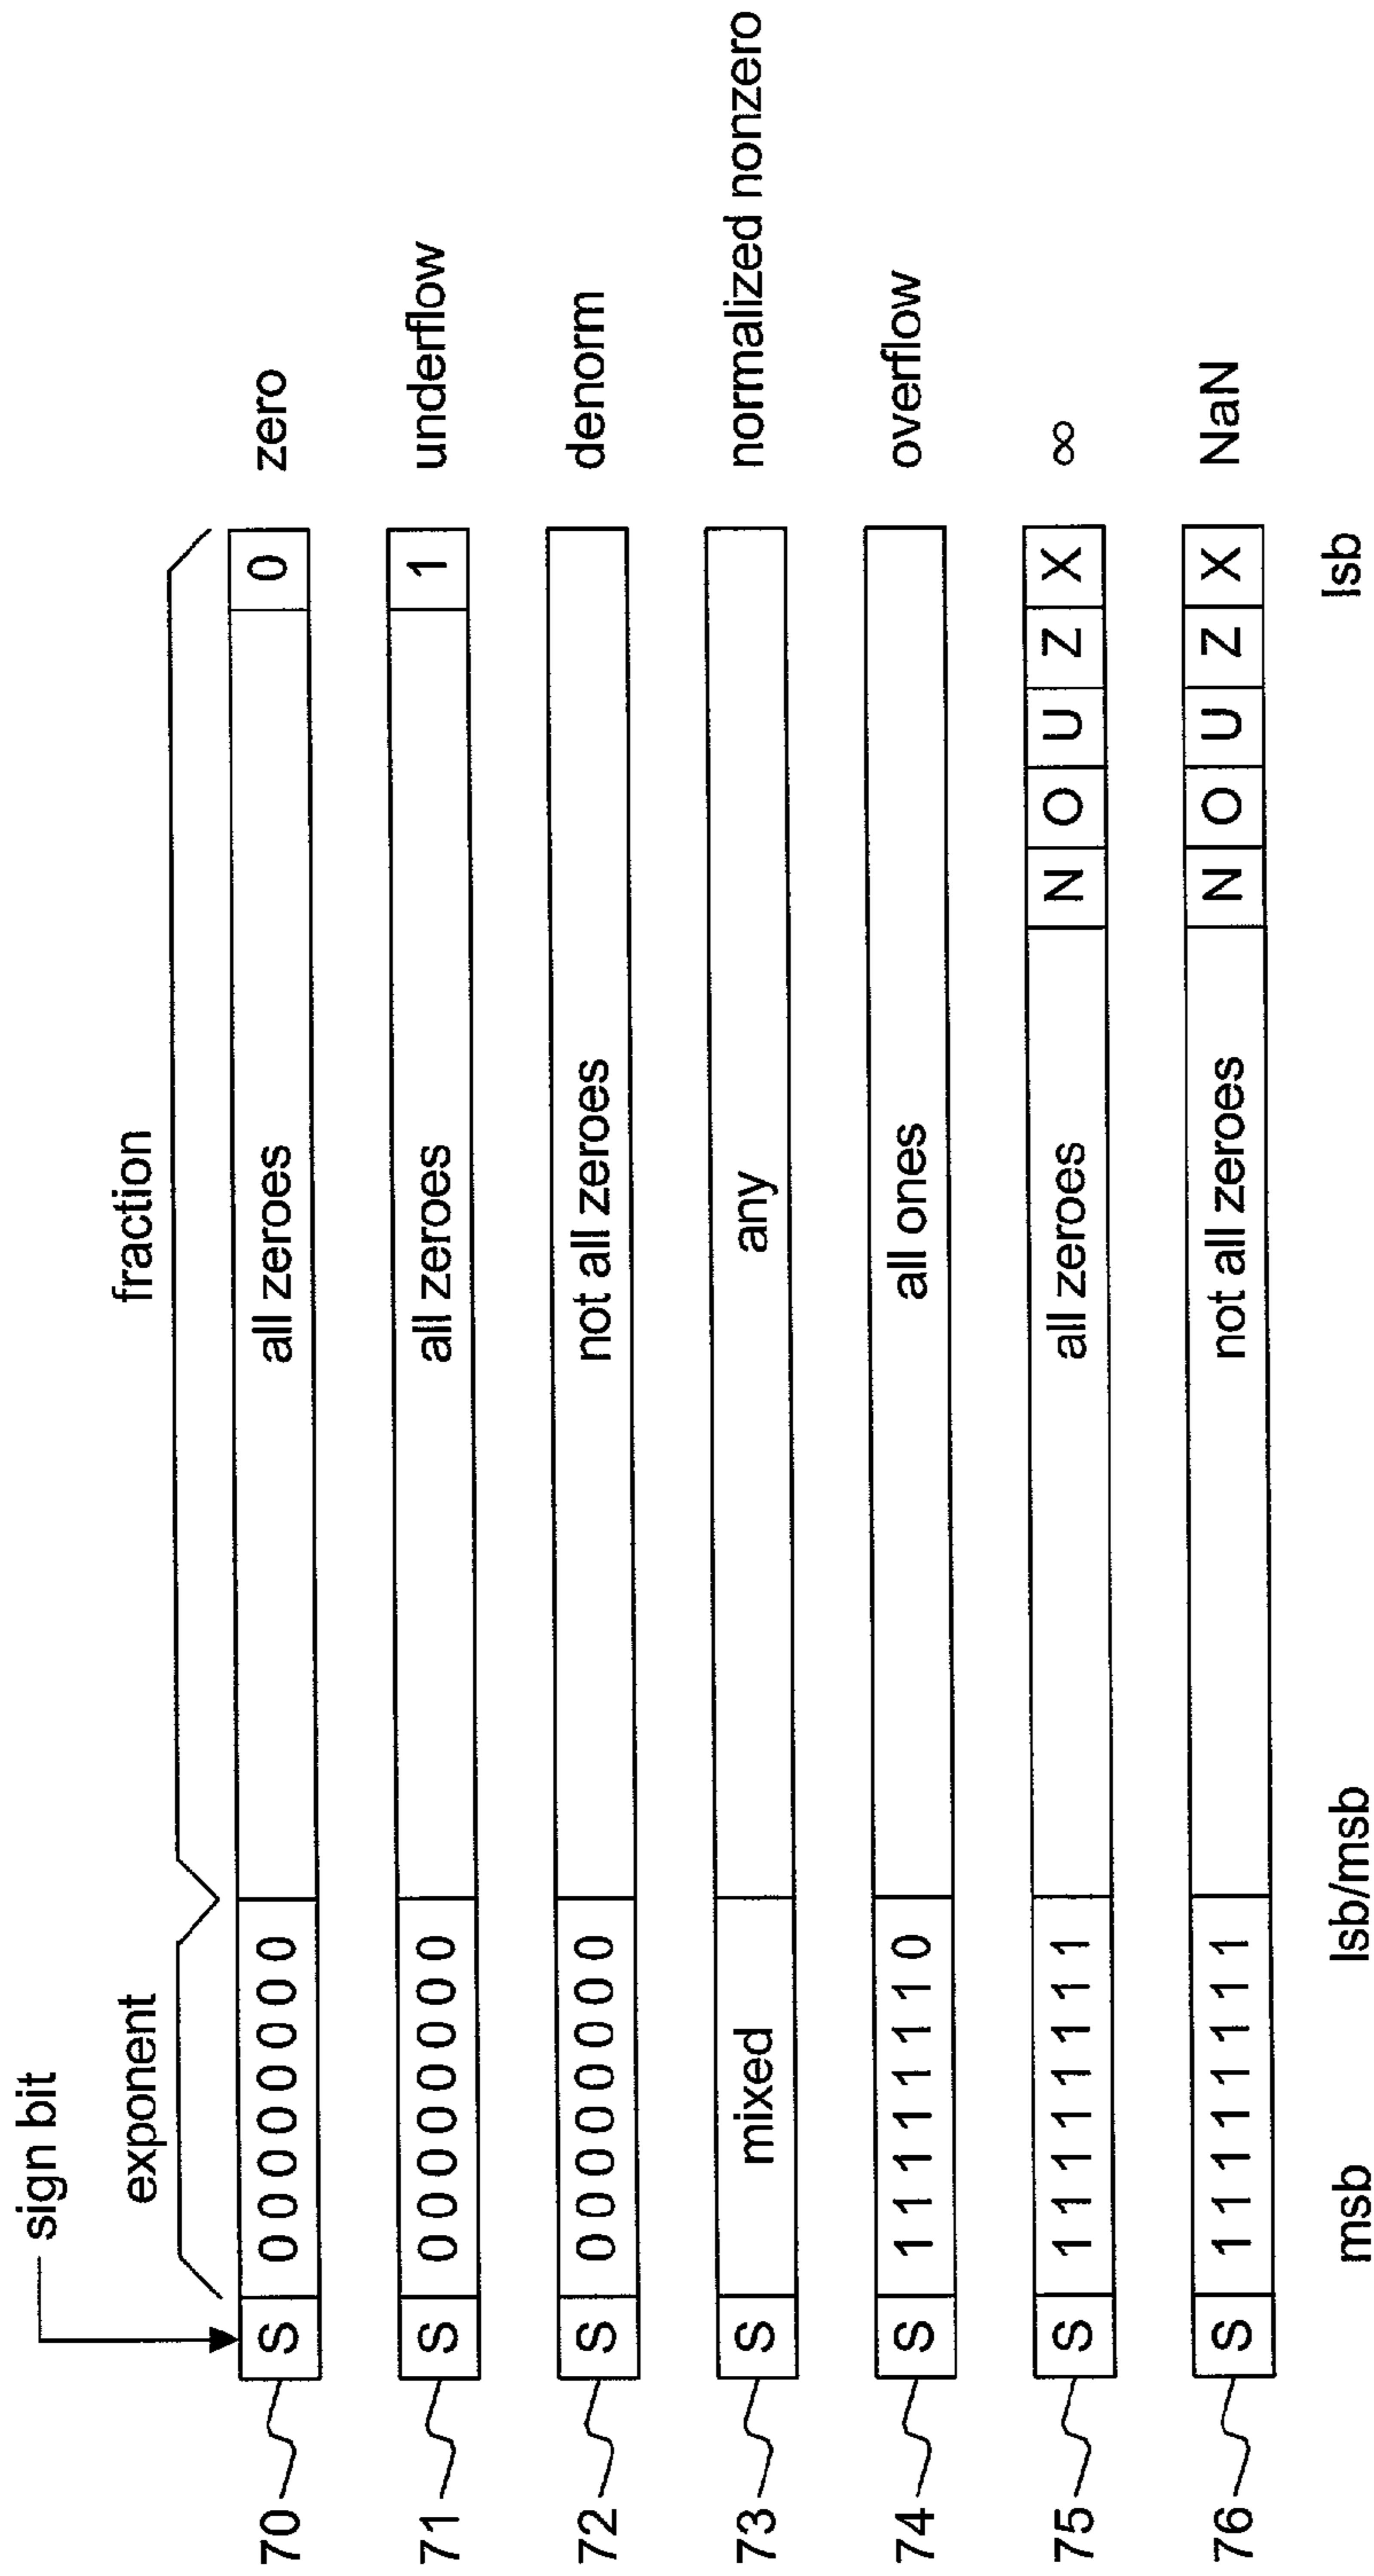 sign bit
exponent
fraction
70 S 0 0 0 0 0 0 0 0 all zeroes 0 zero
71 S 0 0 0 0 0 0 0 0 all zeroes 1 underflow
72 S 0 0 0 0 0 0 0 0 not all zeroes denorm
73 S mixed any normalized nonzero
74 S 1 1 1 1 1 1 1 0 all ones overflow
75 S 1 1 1 1 1 1 1 1 all zeroes N O U Z X ∞
76 S 1 1 1 1 1 1 1 1 not all zeroes N O U Z X NaN
msb lsb/msb lsb